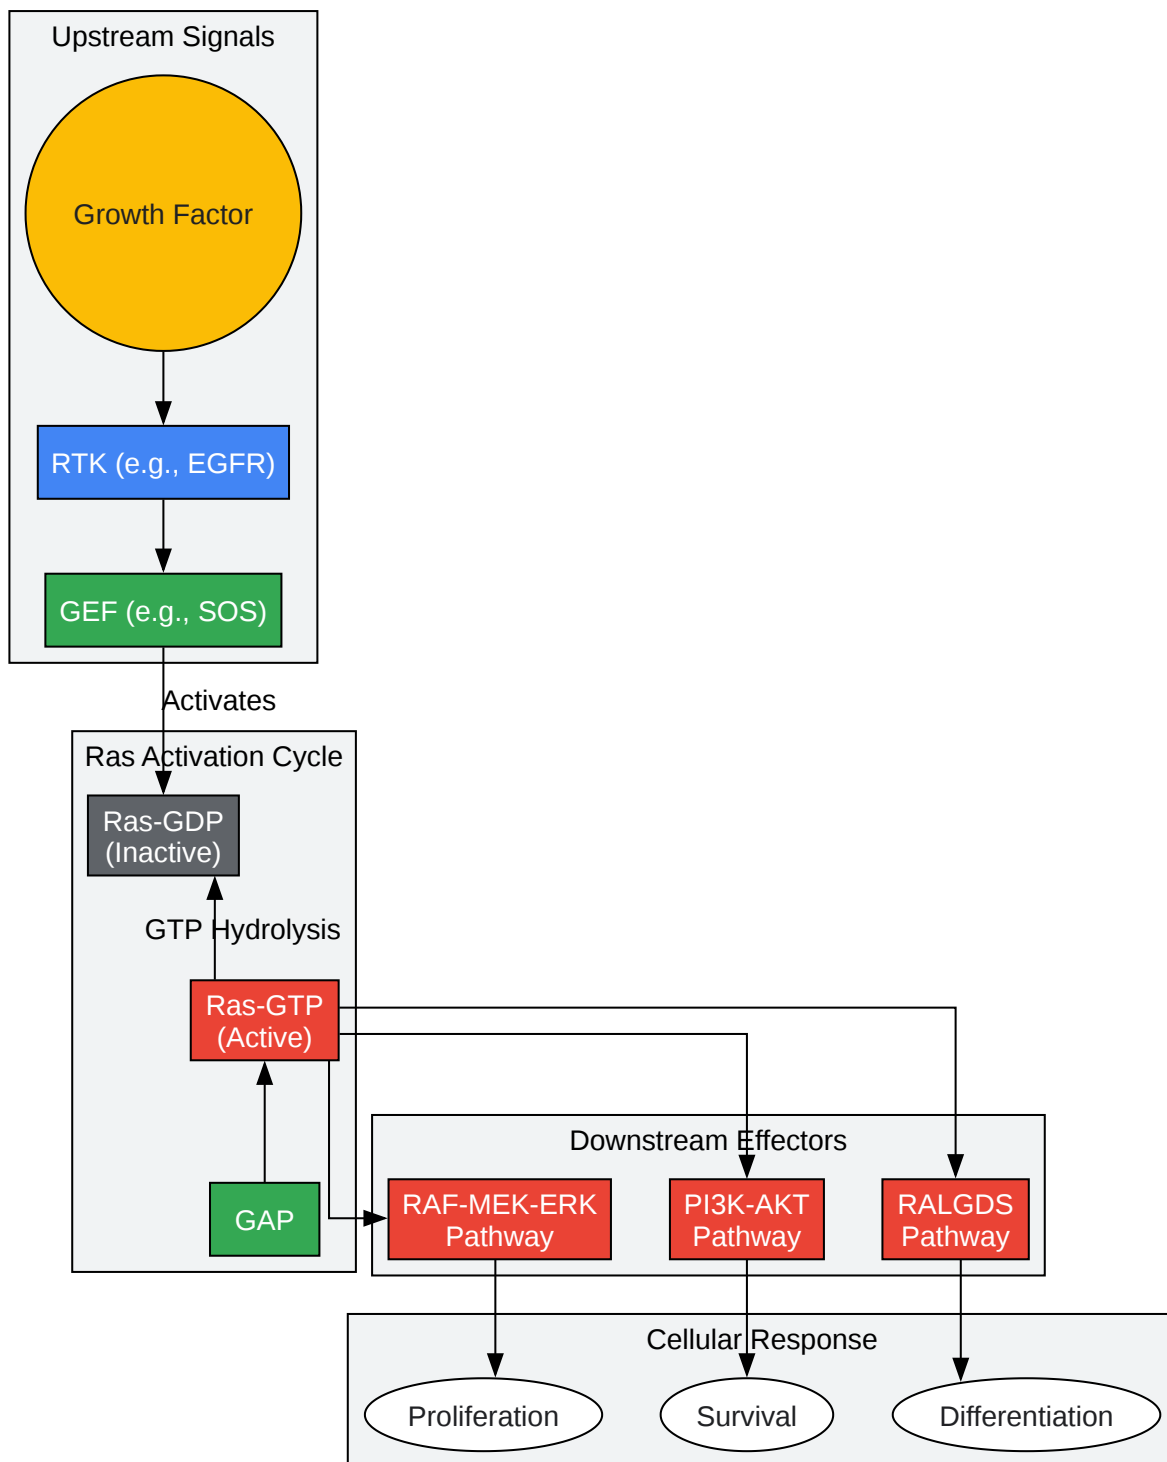 Upstream Signals
Growth Factor
RTK (e.g., EGFR)
GEF (e.g., SOS)
Activates
Ras Activation Cycle
Ras-GDP
(Inactive)
GTP Hydrolysis
Ras-GTP
(Active)
GAP
Downstream Effectors
RAF-MEK-ERK
Pathway
PI3K-AKT
Pathway
RALGDS
Pathway
Cellular Response
Proliferation
Survival
Differentiation